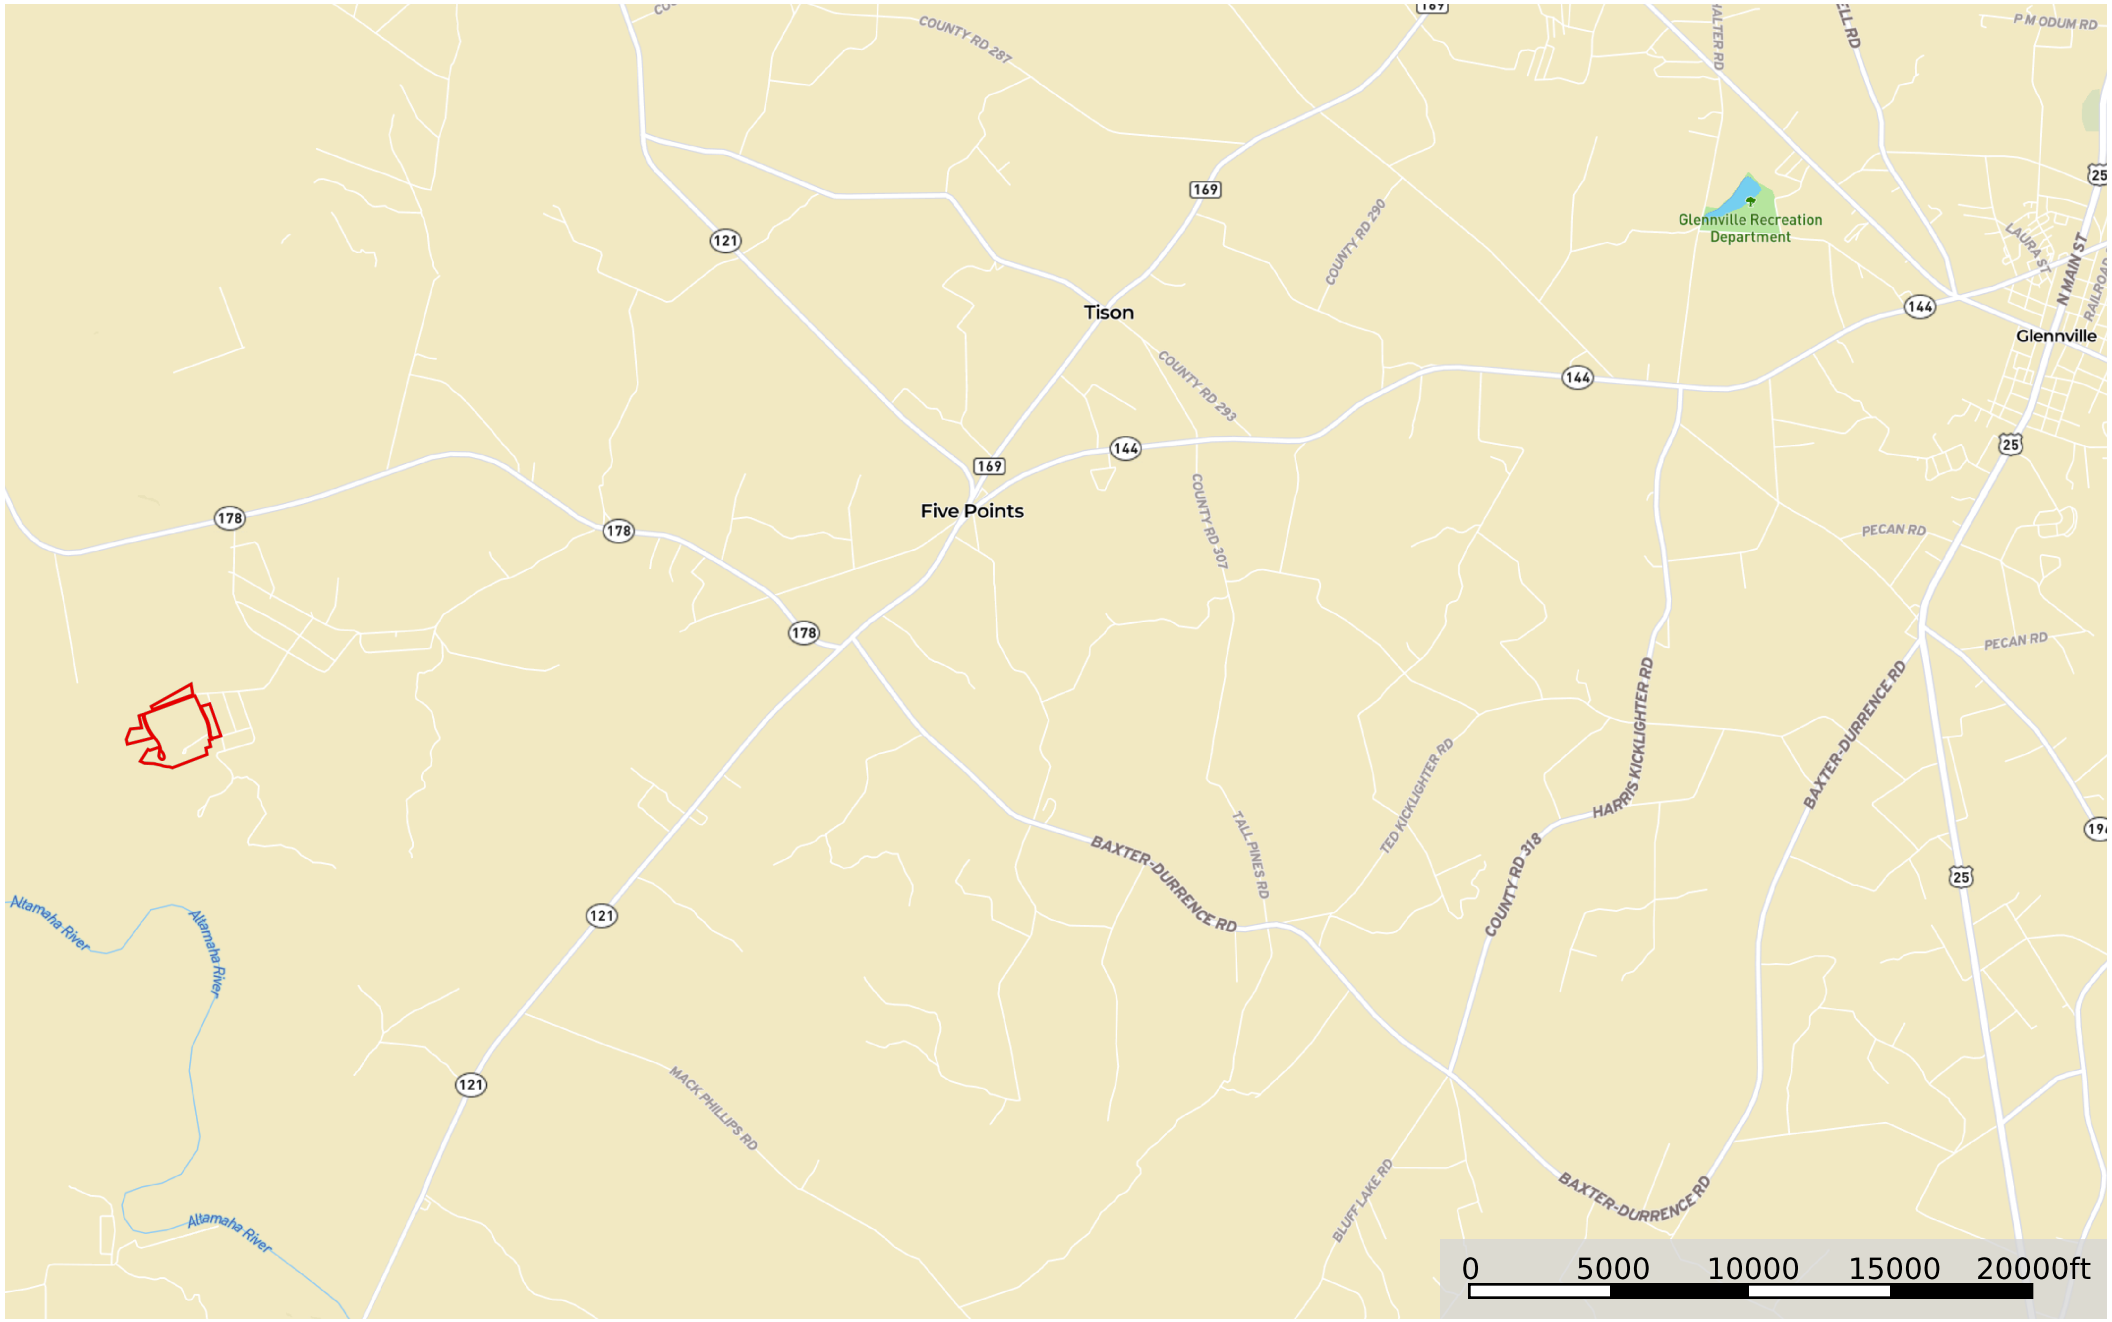 169
P M ODUM RD
COUNTY RD 287
25
169
121
Glennville Recreation
Department
COUNTY RD 290
LAURA ST
N MAIN ST
144
Tison
Glennville
COUNTY RD 293
144
144
25
169
178
Five Points
178
COUNTY RD 307
PECAN RD
178
PECAN RD
HARRIS KICKLIGHTER RD
BAXTER-DURRENCE RD
TED KICKLIGHTER RD
TALL PINES RD
BAXTER-DURRENCE RD
COUNTY RD 318
25
121
Altamaha River
Altamaha River
121
MACK PHILLIPS RD
BLUFF LAKE RD
BAXTER-DURRENCE RD
Altamaha River
0 5000 10000 15000 20000ft